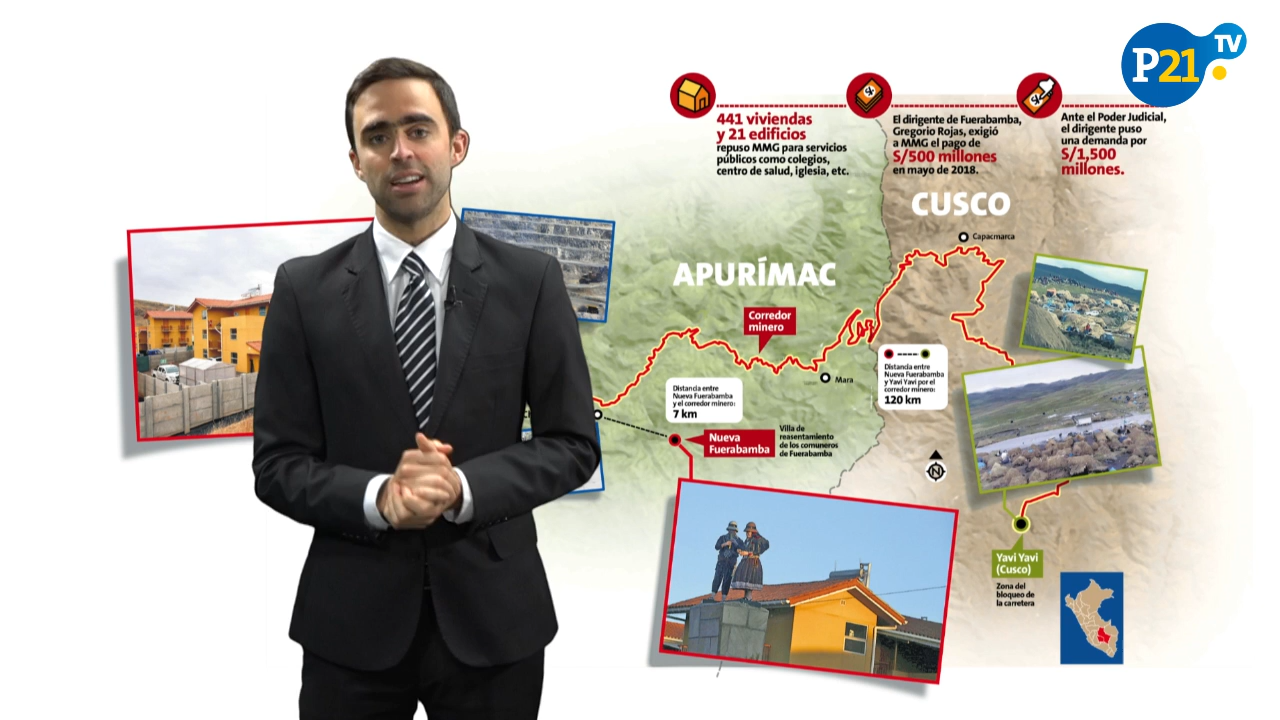 P21 TV
441 viviendas
y 21 edificios
repuso MMG para servicios
públicos como colegios,
centro de salud, iglesia, etc.
El dirigente de Fuerabamba,
Gregorio Rojas, exigió
a MMG el pago de
S/500 millones
en mayo de 2018.
Ante el Poder Judicial,
el dirigente puso
una demanda por
S/1,500
millones.
CUSCO
Capacmarca
APURÍMAC
Corredor
minero
Mara
Distancia entre
Nueva Fuerabamba
y Yavi Yavi por el
corredor minero:
120 km
Distancia entre
Nueva Fuerabamba
y el corredor minero:
7 km
Nueva
Fuerabamba
Villa de
reasentamiento
de los comuneros
de Fuerabamba
N
Yavi Yavi
(Cusco)
Zona del
bloqueo de
la carretera